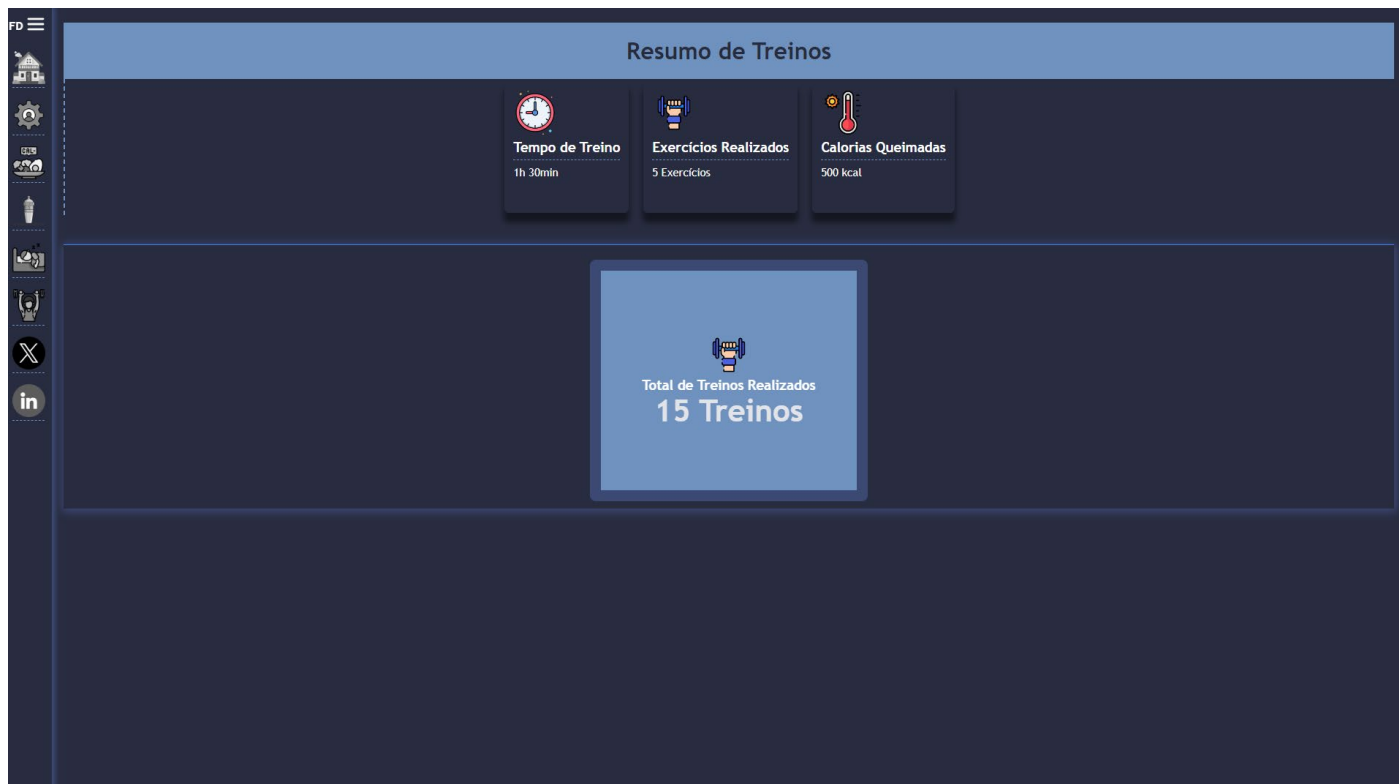 FD
Resumo de Treinos
Tempo de Treino
1h 30min
Exercícios Realizados
5 Exercícios
Calorias Queimadas
500 kcal
Total de Treinos Realizados
15 Treinos
in